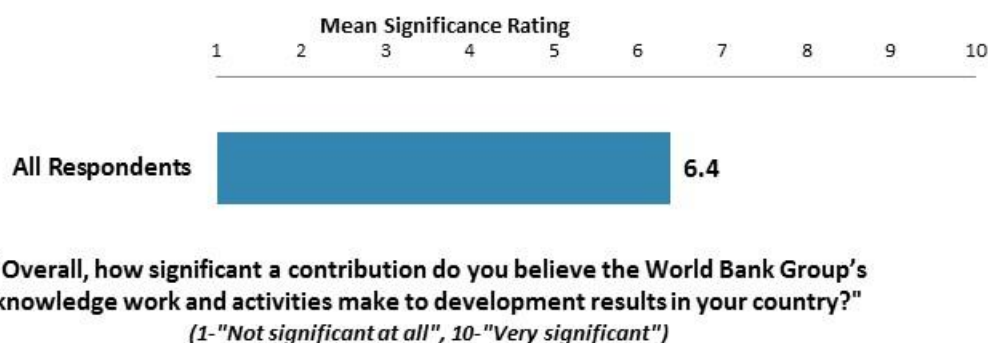 Mean Significance Rating
1 2 3 4 5 6 7 8 9 10
All Respondents 6.4
Overall, how significant a contribution do you believe the World Bank Group's
knowledge work and activities make to development results in your country?"
(1-"Not significant at all", 10-"Very significant")